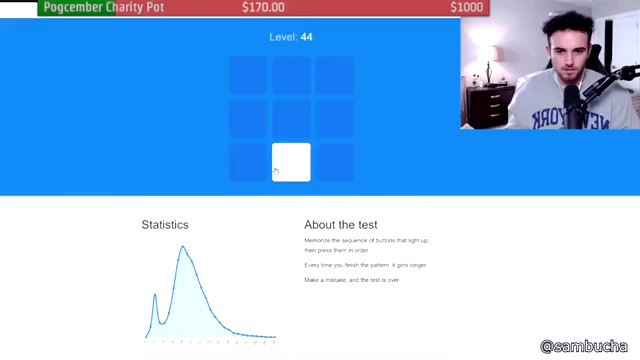 Pogcember Charity Pot $170.00 $1000
Level: 44
Statistics
About the test
Memorize the sequence of buttons that light up,
then press them in order.
Every time you finish the pattern, it gets longer.
Make a mistake, and the test is over.
NEW YORK
@sambucha